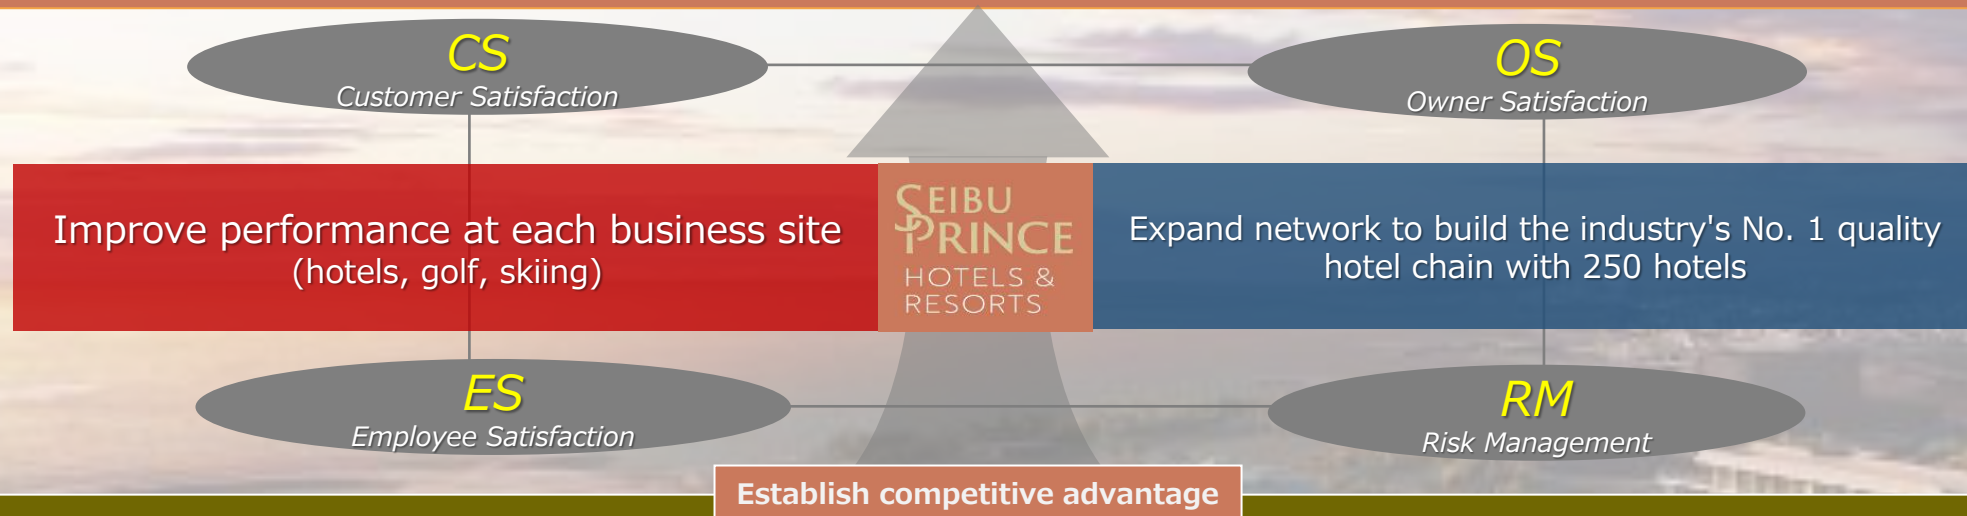 CS
Customer Satisfaction
OS
Owner Satisfaction
Improve performance at each business site
(hotels, golf, skiing)
SEIBU
PRINCE
HOTELS &
RESORTS
Expand network to build the industry's No. 1 quality
hotel chain with 250 hotels
ES
Employee Satisfaction
RM
Risk Management
Establish competitive advantage